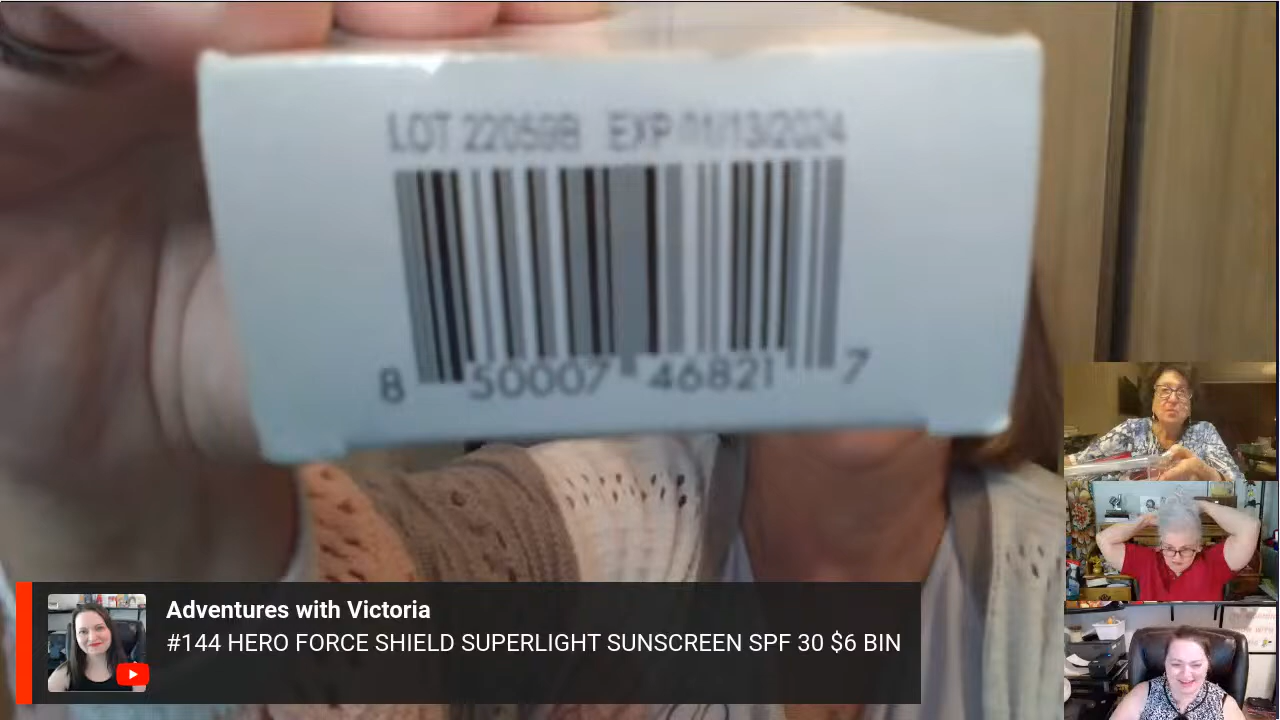 LOT 22059B EXP 01/13/2024
8 50007 46821 7
Adventures with Victoria
#144 HERO FORCE SHIELD SUPERLIGHT SUNSCREEN SPF 30 $6 BIN